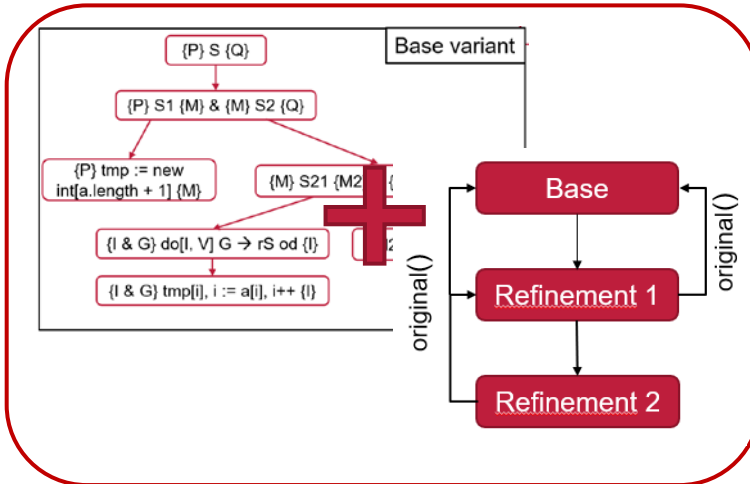 Base variant
{P} S {Q}
{P} S1 {M} & {M} S2 {Q}
{P} tmp := new
int[a.length + 1] {M}
{M} S21 {M2
{I & G} do[I, V] G → rS od {I}
{I & G} tmp[i], i := a[i], i++ {I}
Base
Refinement 1
Refinement 2
original()
original()